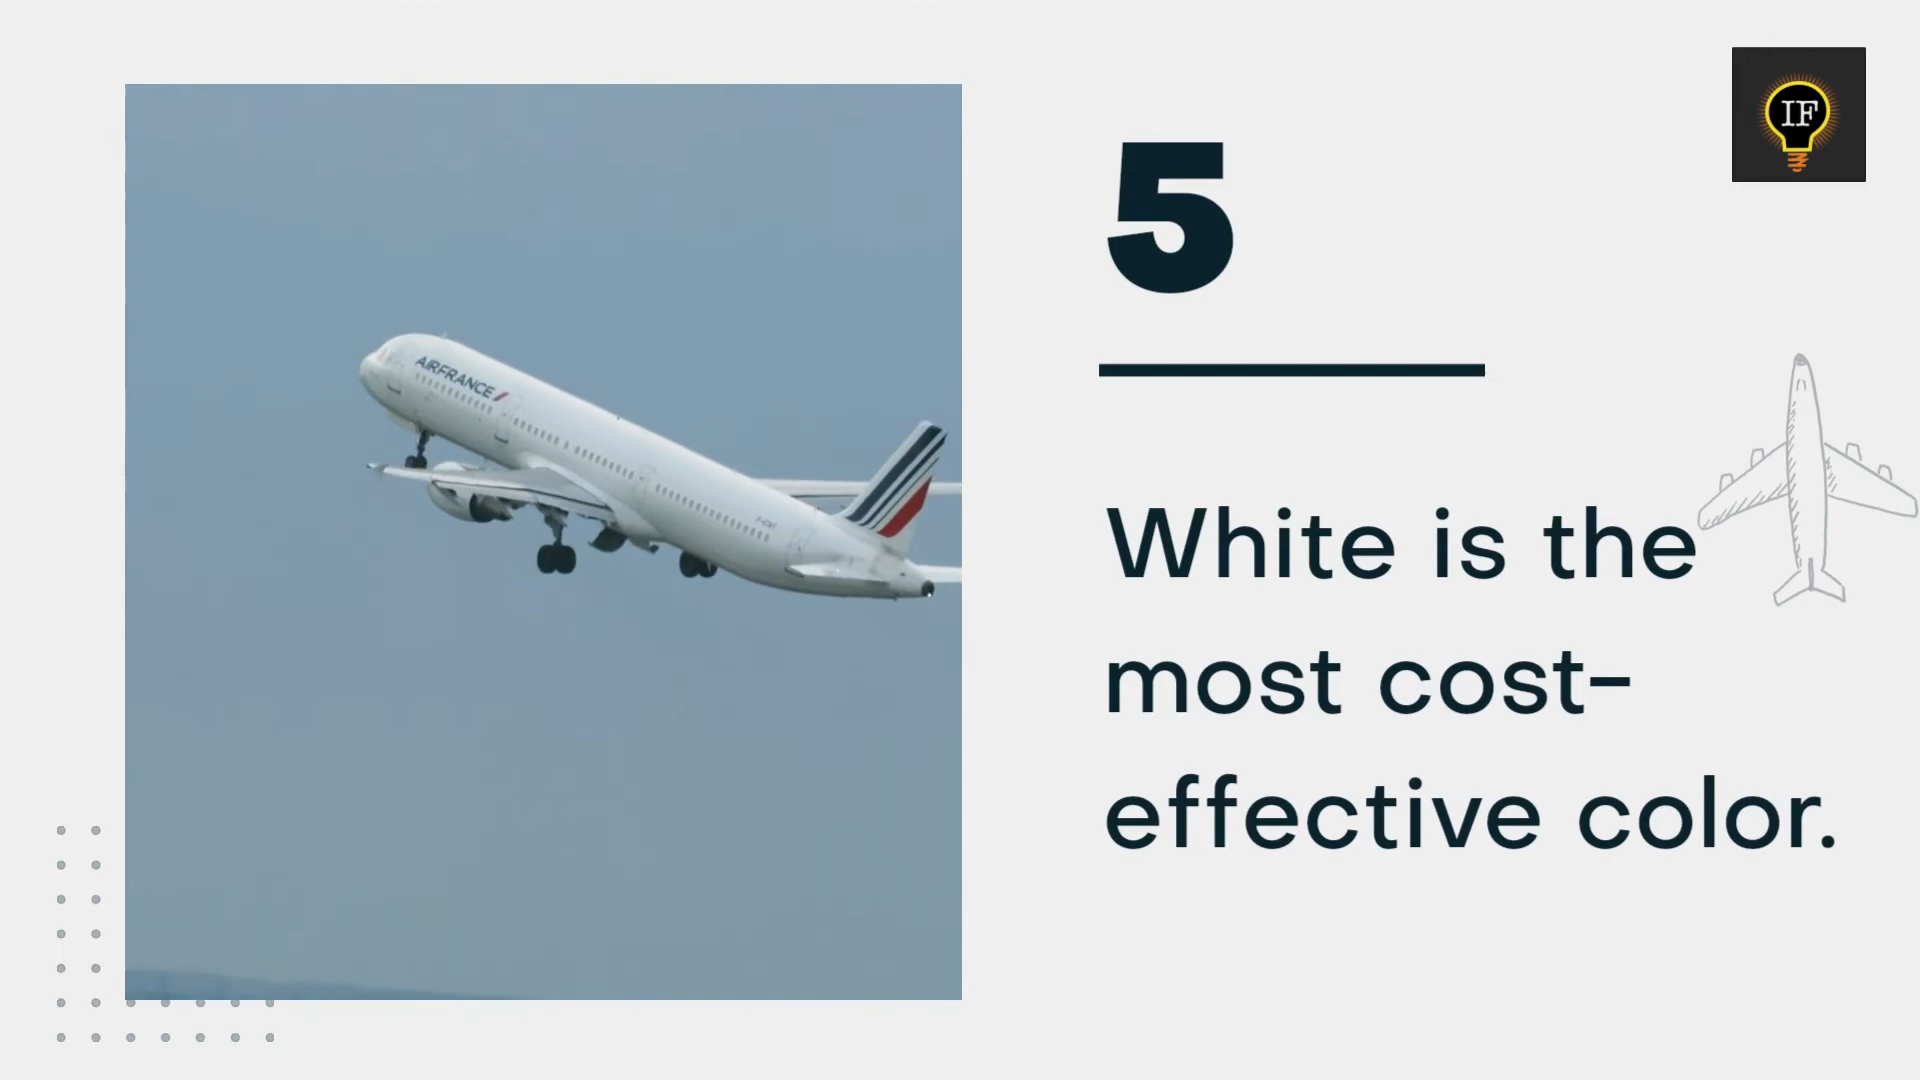 IF
5
AIRFRANCE
White is the
most cost-
effective color.